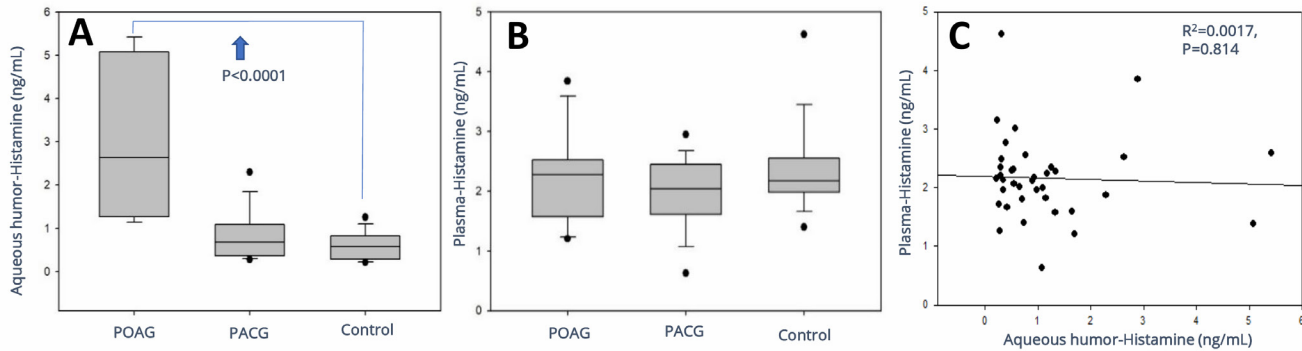 A
Aqueous humor-Histamine (ng/mL)
6
5
4
3
2
1
0
P<0.0001
POAG
PACG
Control
B
Plasma-Histamine (ng/mL)
5
4
3
2
1
0
POAG
PACG
Control
C
Plasma-Histamine (ng/mL)
5
4
3
2
1
0
R²=0.0017,
P=0.814
0 1 2 3 4 5 6
Aqueous humor-Histamine (ng/mL)